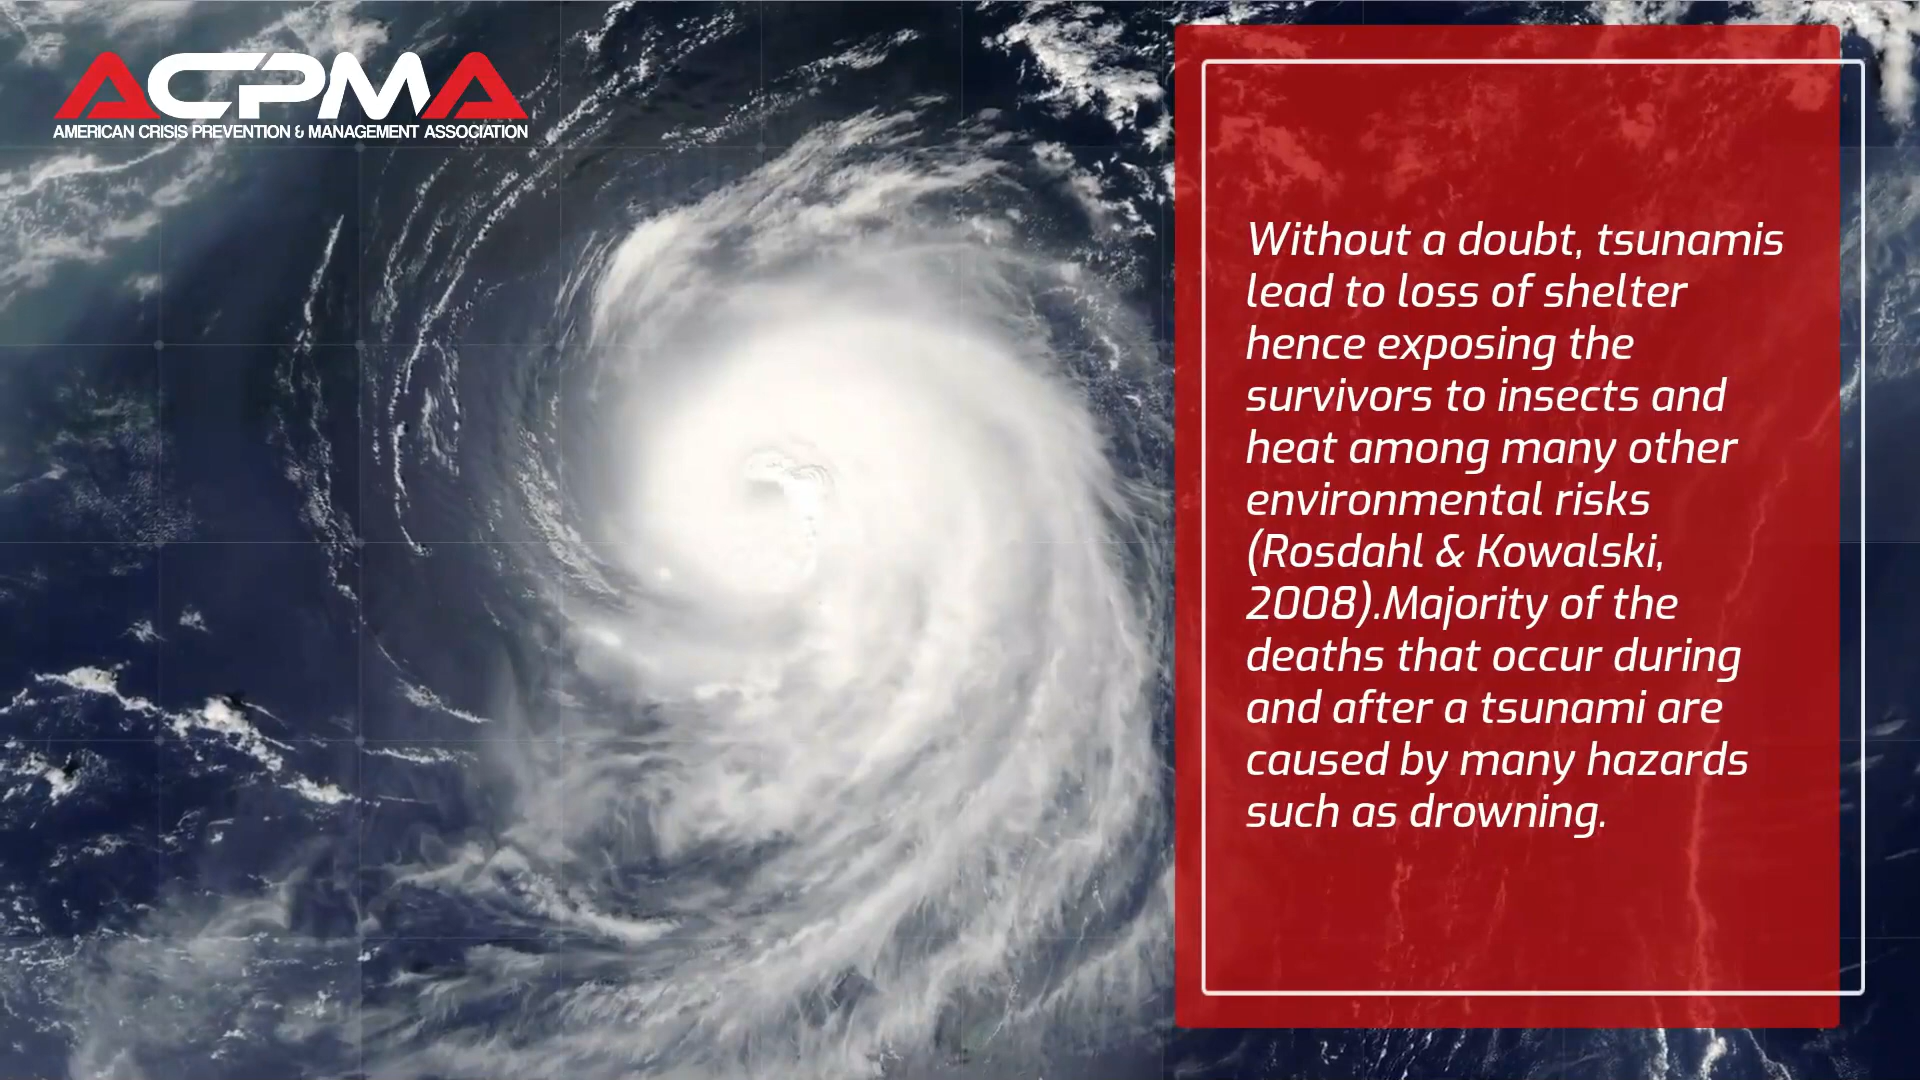 ACPMA
AMERICAN CRISIS PREVENTION & MANAGEMENT ASSOCIATION
Without a doubt, tsunamis
lead to loss of shelter
hence exposing the
survivors to insects and
heat among many other
environmental risks
(Rosdahl & Kowalski,
2008).Majority of the
deaths that occur during
and after a tsunami are
caused by many hazards
such as drowning.